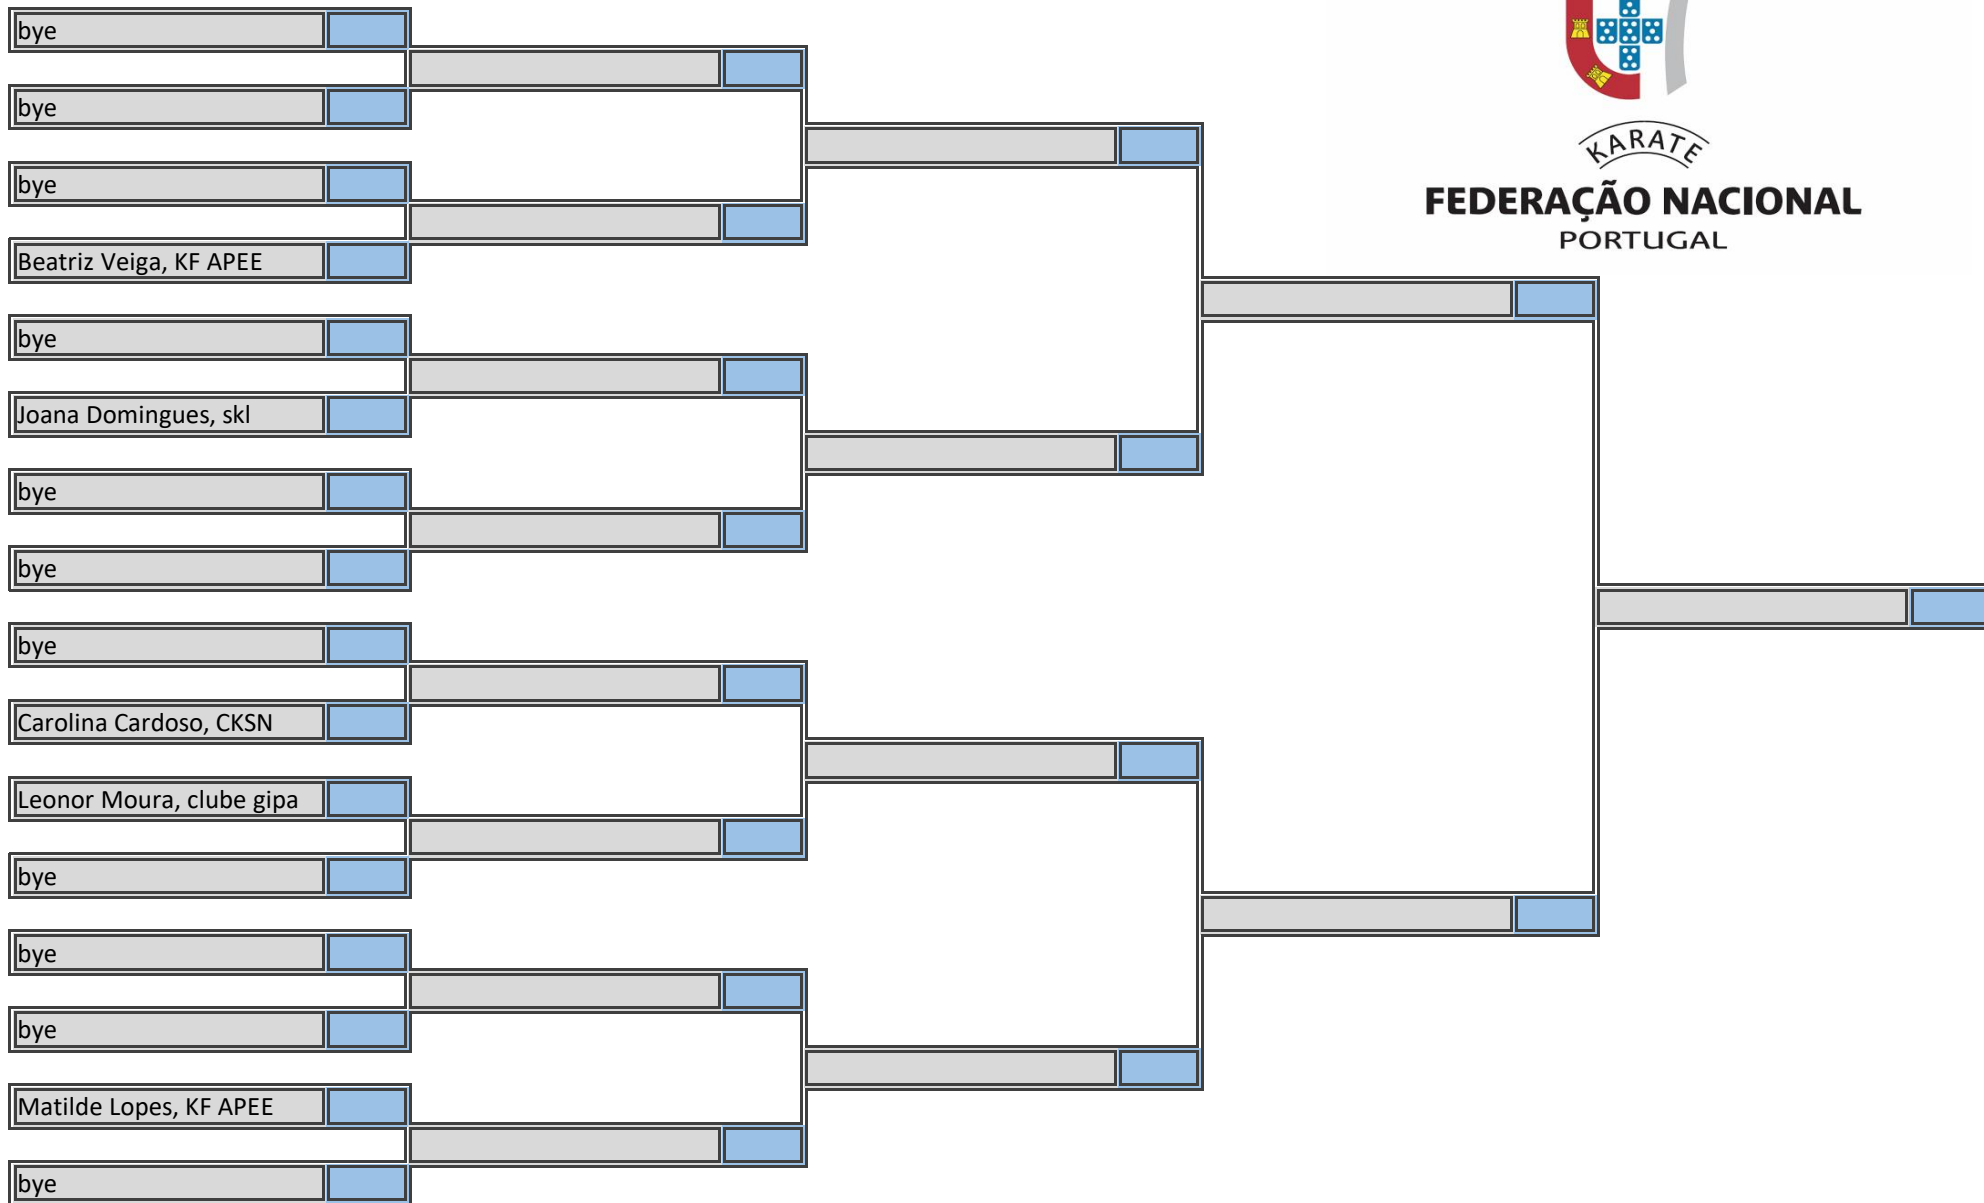 bye
bye
bye
Beatriz Veiga, KF APEE
bye
Joana Domingues, skl
bye
bye
bye
Carolina Cardoso, CKSN
Leonor Moura, clube gipa
bye
bye
bye
Matilde Lopes, KF APEE
bye
KARATE
FEDERAÇÃO NACIONAL
PORTUGAL